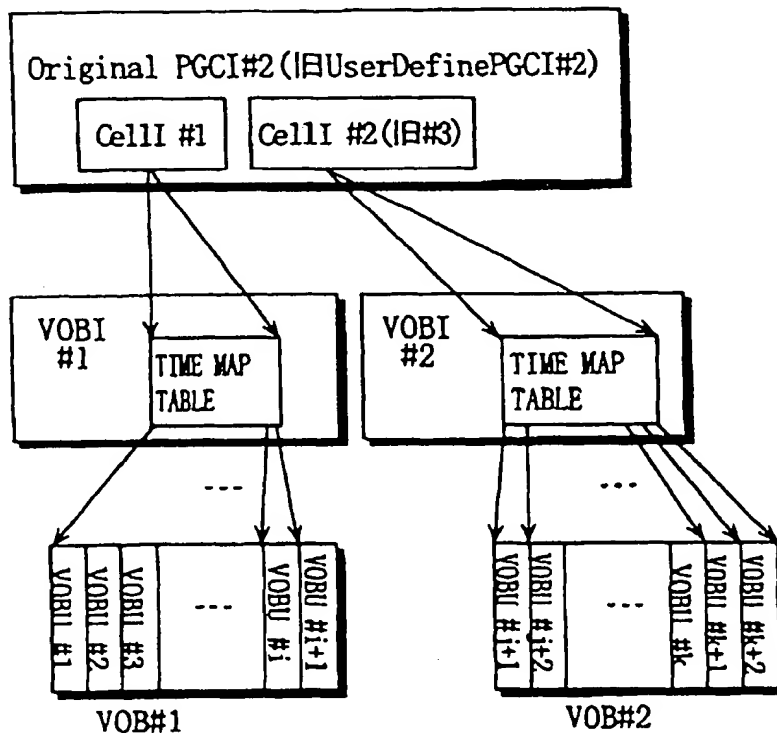 Original PGCI#2(旧UserDefinePGCI#2)
CellI #1
CellI #2(旧#3)
VOBI
#1
TIME MAP
TABLE
VOBI
#2
TIME MAP
TABLE
---
---
VOBU #1
VOBU #2
VOBU #3
---
VOBU #i
VOBU #i+1
VOBU #j+1
VOBU #j+2
---
VOBU #k
VOBU #k+1
VOBU #k+2
VOB#1
VOB#2